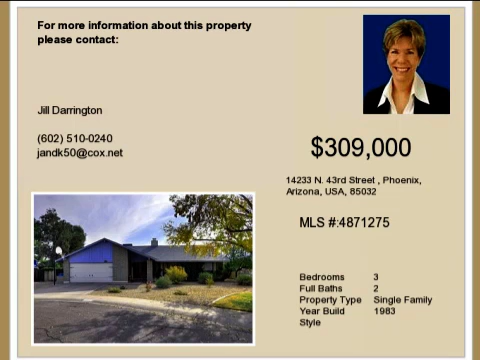 For more information about this property
please contact:
Jill Darrington
(602) 510-0240
jandk50@cox.net
$309,000
14233 N. 43rd Street , Phoenix,
Arizona, USA, 85032
MLS #:4871275
Bedrooms 3
Full Baths 2
Property Type Single Family
Year Build 1983
Style